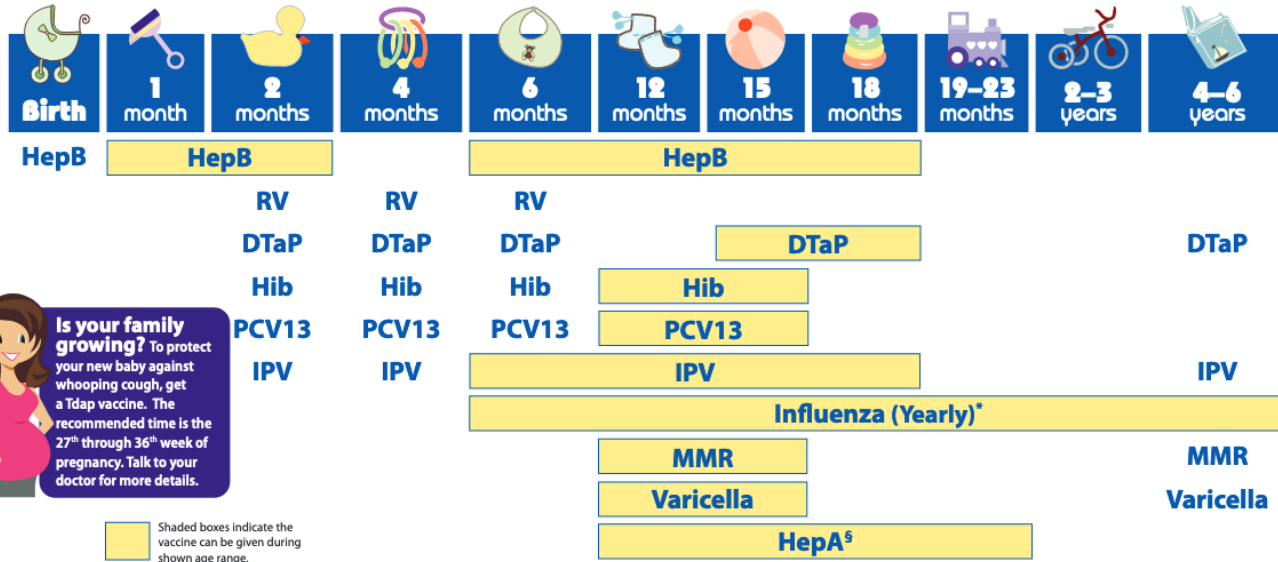 Birth
1 month
2 months
4 months
6 months
12 months
15 months
18 months
19–23 months
2–3 years
4–6 years
HepB HepB HepB
RV RV RV
DTaP DTaP DTaP DTaP DTaP
Hib Hib Hib Hib
PCV13 PCV13 PCV13 PCV13
IPV IPV IPV IPV
Influenza (Yearly)*
MMR MMR
Varicella Varicella
HepA§
Is your family
growing? To protect
your new baby against
whooping cough, get
a Tdap vaccine. The
recommended time is the
27th through 36th week of
pregnancy. Talk to your
doctor for more details.
Shaded boxes indicate the
vaccine can be given during
shown age range.